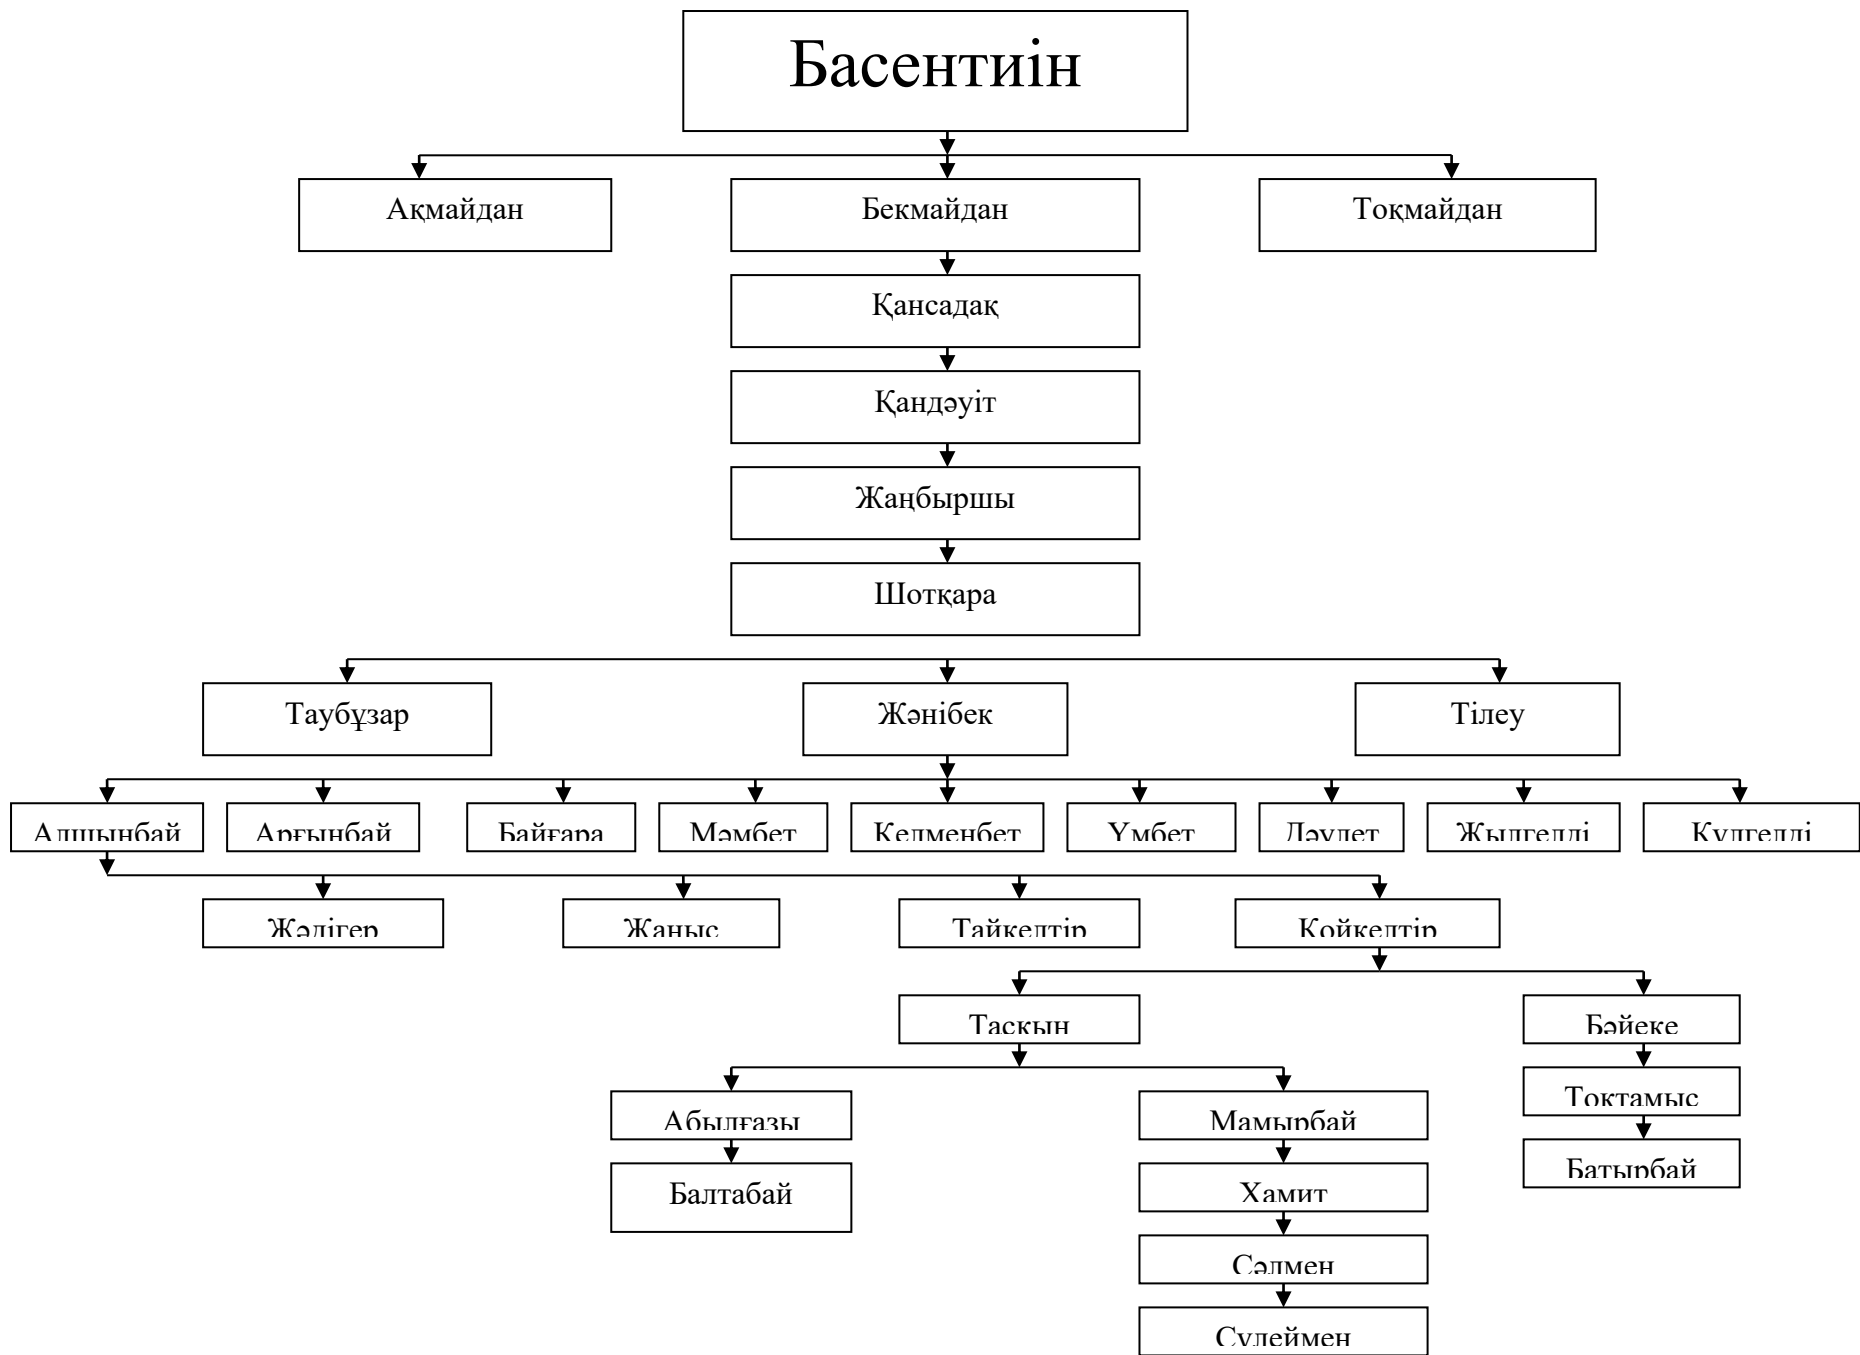 Басентиін
Ақмайдан
Бекмайдан
Тоқмайдан
Қансадақ
Қандәуіт
Жаңбыршы
Шотқара
Таубұзар
Жәнібек
Тілеу
Алшынбай
Арғынбай
Байғара
Мәмбет
Келменбет
Үмбет
Дәулет
Жылгелді
Күлгелді
Жәдігер
Жаныс
Тайкелтір
Қойкелтір
Тасқын
Бәйеке
Абылғазы
Мамырбай
Тоқтамыс
Балтабай
Хамит
Батырбай
Сәлмен
Сүлеймен